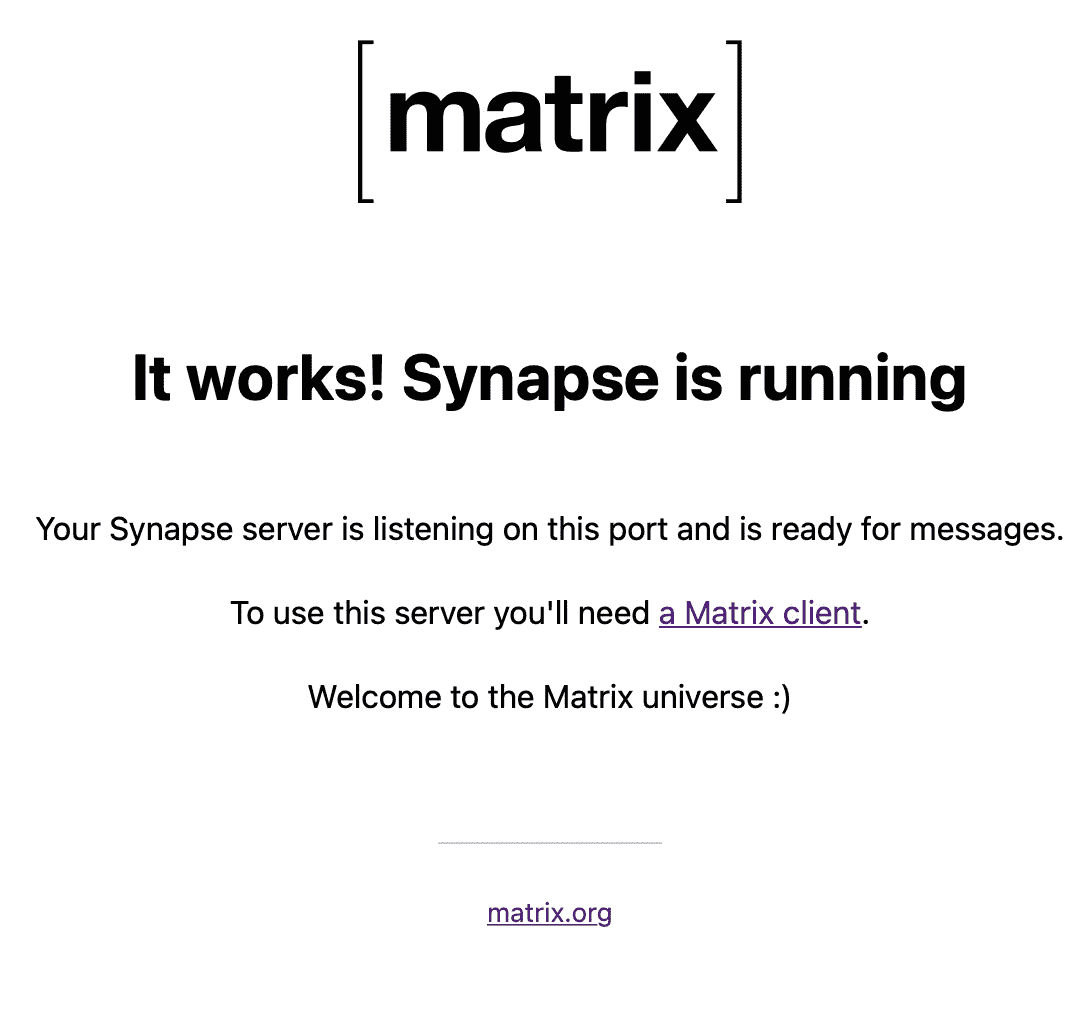 [matrix]
It works! Synapse is running
Your Synapse server is listening on this port and is ready for messages.
To use this server you'll need a Matrix client.
Welcome to the Matrix universe :)
matrix.org